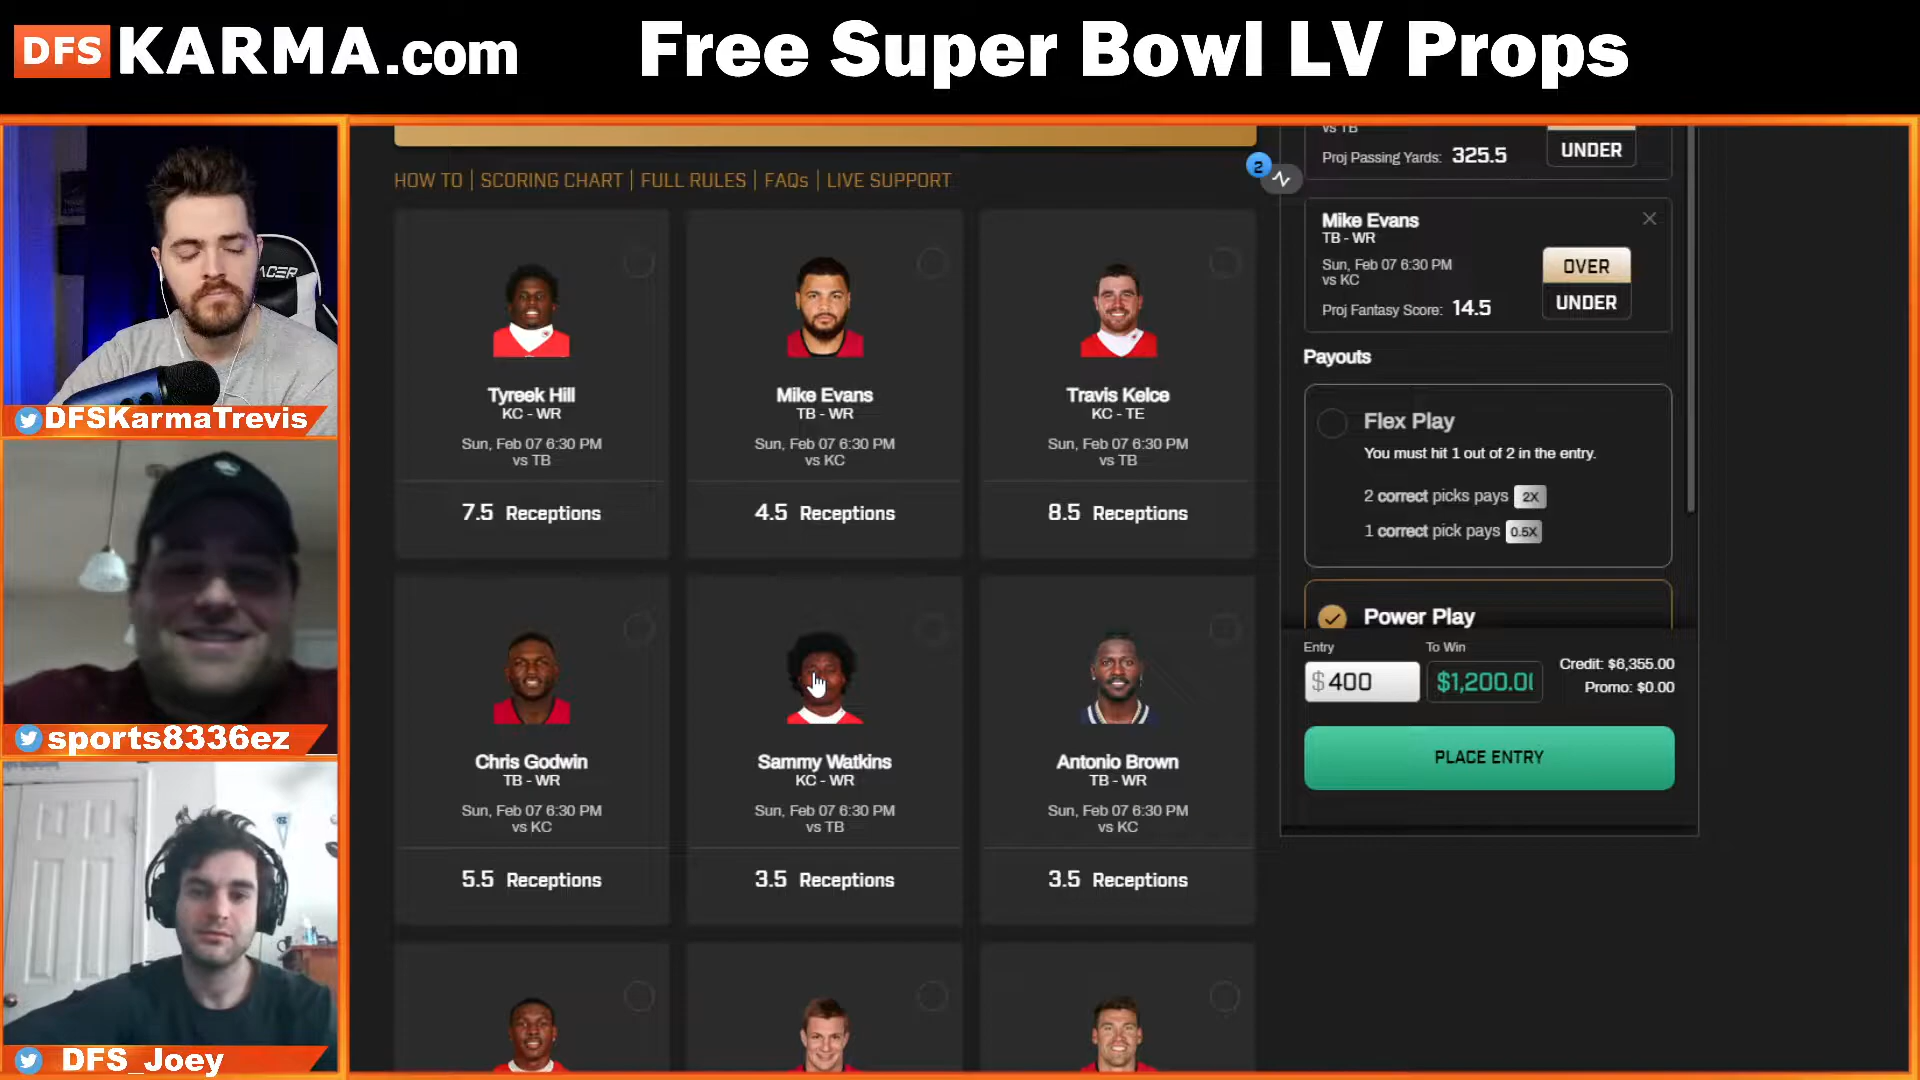 DFS KARMA.com
Free Super Bowl LV Props
ACER
DFSKarmaTrevis
sports8336ez
DFS_Joey
HOW TO | SCORING CHART | FULL RULES | FAQs | LIVE SUPPORT
2
Tyreek Hill
KC - WR
Sun, Feb 07 6:30 PM
vs TB
7.5 Receptions
Mike Evans
TB - WR
Sun, Feb 07 6:30 PM
vs KC
4.5 Receptions
Travis Kelce
KC - TE
Sun, Feb 07 6:30 PM
vs TB
8.5 Receptions
Chris Godwin
TB - WR
Sun, Feb 07 6:30 PM
vs KC
5.5 Receptions
Sammy Watkins
KC - WR
Sun, Feb 07 6:30 PM
vs TB
3.5 Receptions
Antonio Brown
TB - WR
Sun, Feb 07 6:30 PM
vs KC
3.5 Receptions
vs TB
Proj Passing Yards: 325.5
UNDER
Mike Evans
TB - WR
Sun, Feb 07 6:30 PM
vs KC
Proj Fantasy Score: 14.5
OVER
UNDER
Payouts
Flex Play
You must hit 1 out of 2 in the entry.
2 correct picks pays 2X
1 correct pick pays 0.5X
Power Play
Entry
$ 400
To Win
$1,200.0
Credit: $6,355.00
Promo: $0.00
PLACE ENTRY